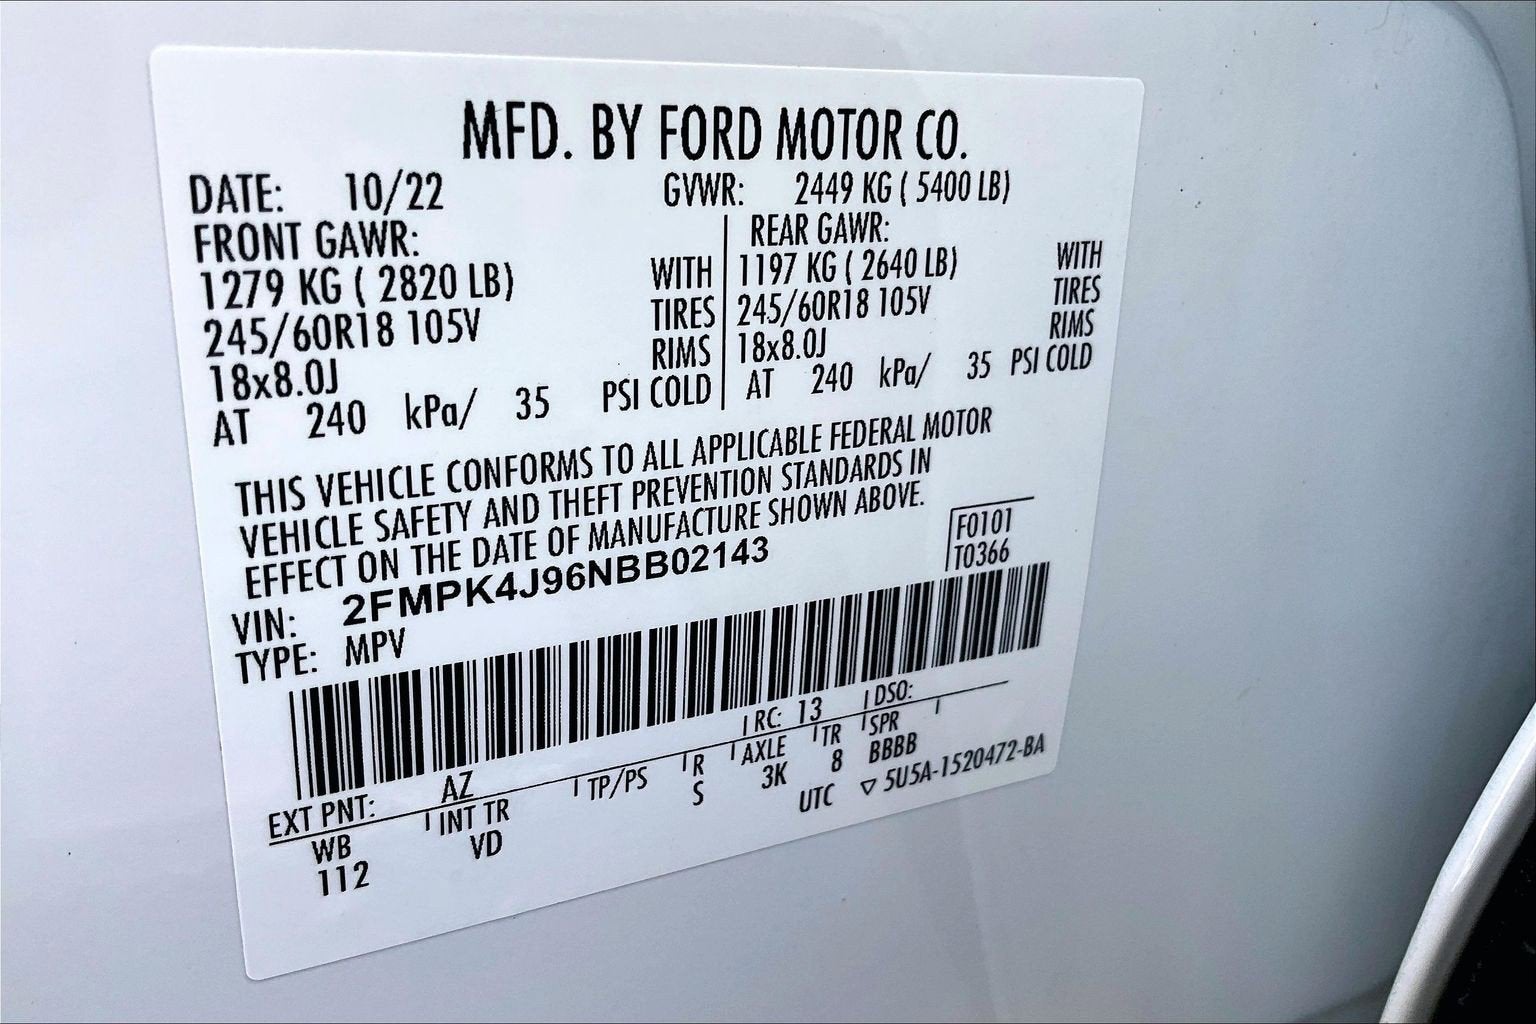 MFD. BY FORD MOTOR CO.
DATE: 10/22 GVWR: 2449 KG ( 5400 LB)
FRONT GAWR: REAR GAWR:
1279 KG ( 2820 LB) WITH 1197 KG ( 2640 LB) WITH
245/60R18 105V TIRES 245/60R18 105V TIRES
18x8.0J RIMS 18x8.0J RIMS
AT 240 kPa/ 35 PSI COLD AT 240 kPa/ 35 PSI COLD
THIS VEHICLE CONFORMS TO ALL APPLICABLE FEDERAL MOTOR
VEHICLE SAFETY AND THEFT PREVENTION STANDARDS IN
EFFECT ON THE DATE OF MANUFACTURE SHOWN ABOVE.
F0101
T0366
VIN: 2FMPK4J96NBB02143
TYPE: MPV
EXT PNT: AZ RC: 13 DSO:
WB INT TR TP/PS R AXLE TR SPR
112 VD S 3K 8 BBBB
UTC ▽ 5U5A-1520472-BA